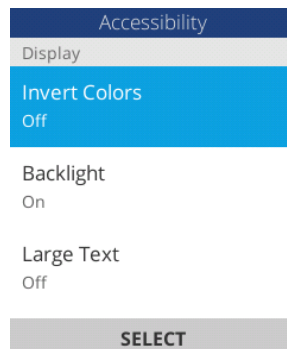 Accessibility
Display
Invert Colors
Off
Backlight
On
Large Text
Off
SELECT